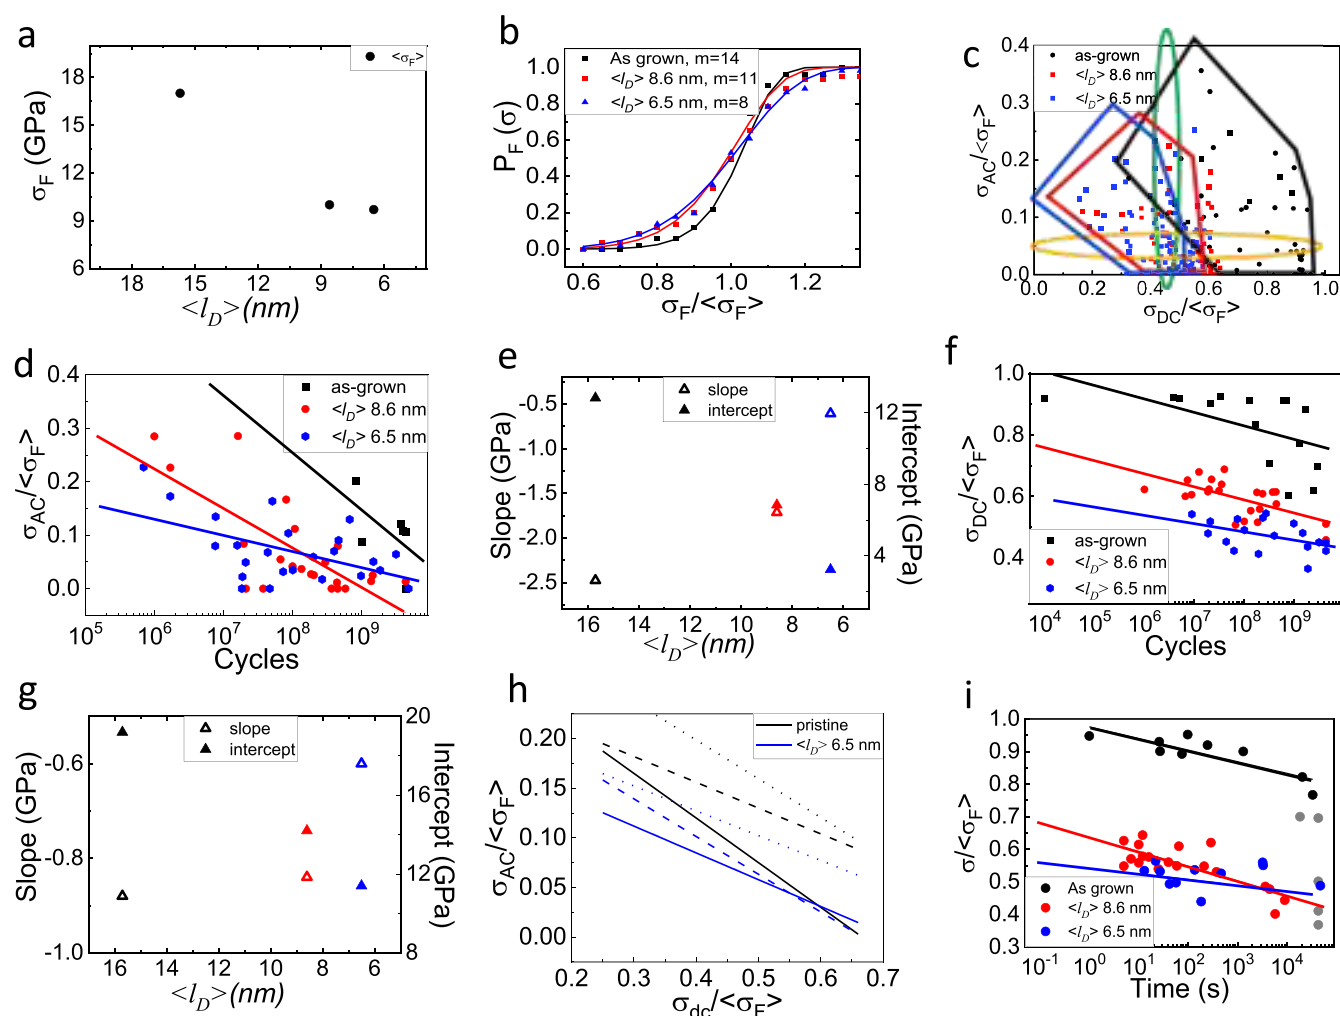 a
18
15
12
9
6
σF (GPa)
<σF>
18 15 12 9 6
<lD>(nm)
b
1.0
0.8
0.6
0.4
0.2
0.0
PF (σ)
As grown, m=14
<lD> 8.6 nm, m=11
<lD> 6.5 nm, m=8
0.6 0.8 1.0 1.2
σF/<σF>
c
0.4
0.3
0.2
0.1
0.0
σAC/<σF>
as-grown
<lD> 8.6 nm
<lD> 6.5 nm
0.0 0.2 0.4 0.6 0.8 1.0
σDC/<σF>
d
0.4
0.3
0.2
0.1
0.0
σAC/<σF>
as-grown
<lD> 8.6 nm
<lD> 6.5 nm
10^5 10^6 10^7 10^8 10^9
Cycles
e
-0.5
-1.0
-1.5
-2.0
-2.5
Slope (GPa)
slope
intercept
12
8
4
Intercept (GPa)
16 14 12 10 8 6
<lD>(nm)
f
1.0
0.8
0.6
0.4
σDC/<σF>
as-grown
<lD> 8.6 nm
<lD> 6.5 nm
10^4 10^5 10^6 10^7 10^8 10^9
Cycles
g
-0.6
-0.8
-1.0
Slope (GPa)
slope
intercept
20
16
12
8
Intercept (GPa)
16 14 12 10 8 6
<lD>(nm)
h
0.20
0.15
0.10
0.05
0.00
σAC/<σF>
pristine
<lD> 6.5 nm
0.2 0.3 0.4 0.5 0.6 0.7
σdc/<σF>
i
1.0
0.9
0.8
0.7
0.6
0.5
0.4
0.3
σ/<σF>
As grown
<lD> 8.6 nm
<lD> 6.5 nm
10^-1 10^0 10^1 10^2 10^3 10^4
Time (s)